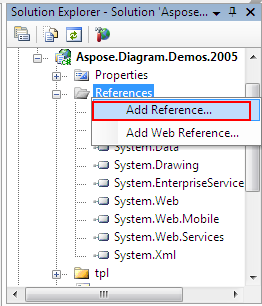 Solution Explorer - Solution 'Aspose...
Aspose.Diagram.Demos.2005
Properties
References
Add Reference...
Add Web Reference...
System.Data
System.Drawing
System.EnterpriseService
System.Web
System.Web.Mobile
System.Web.Services
System.Xml
tpl